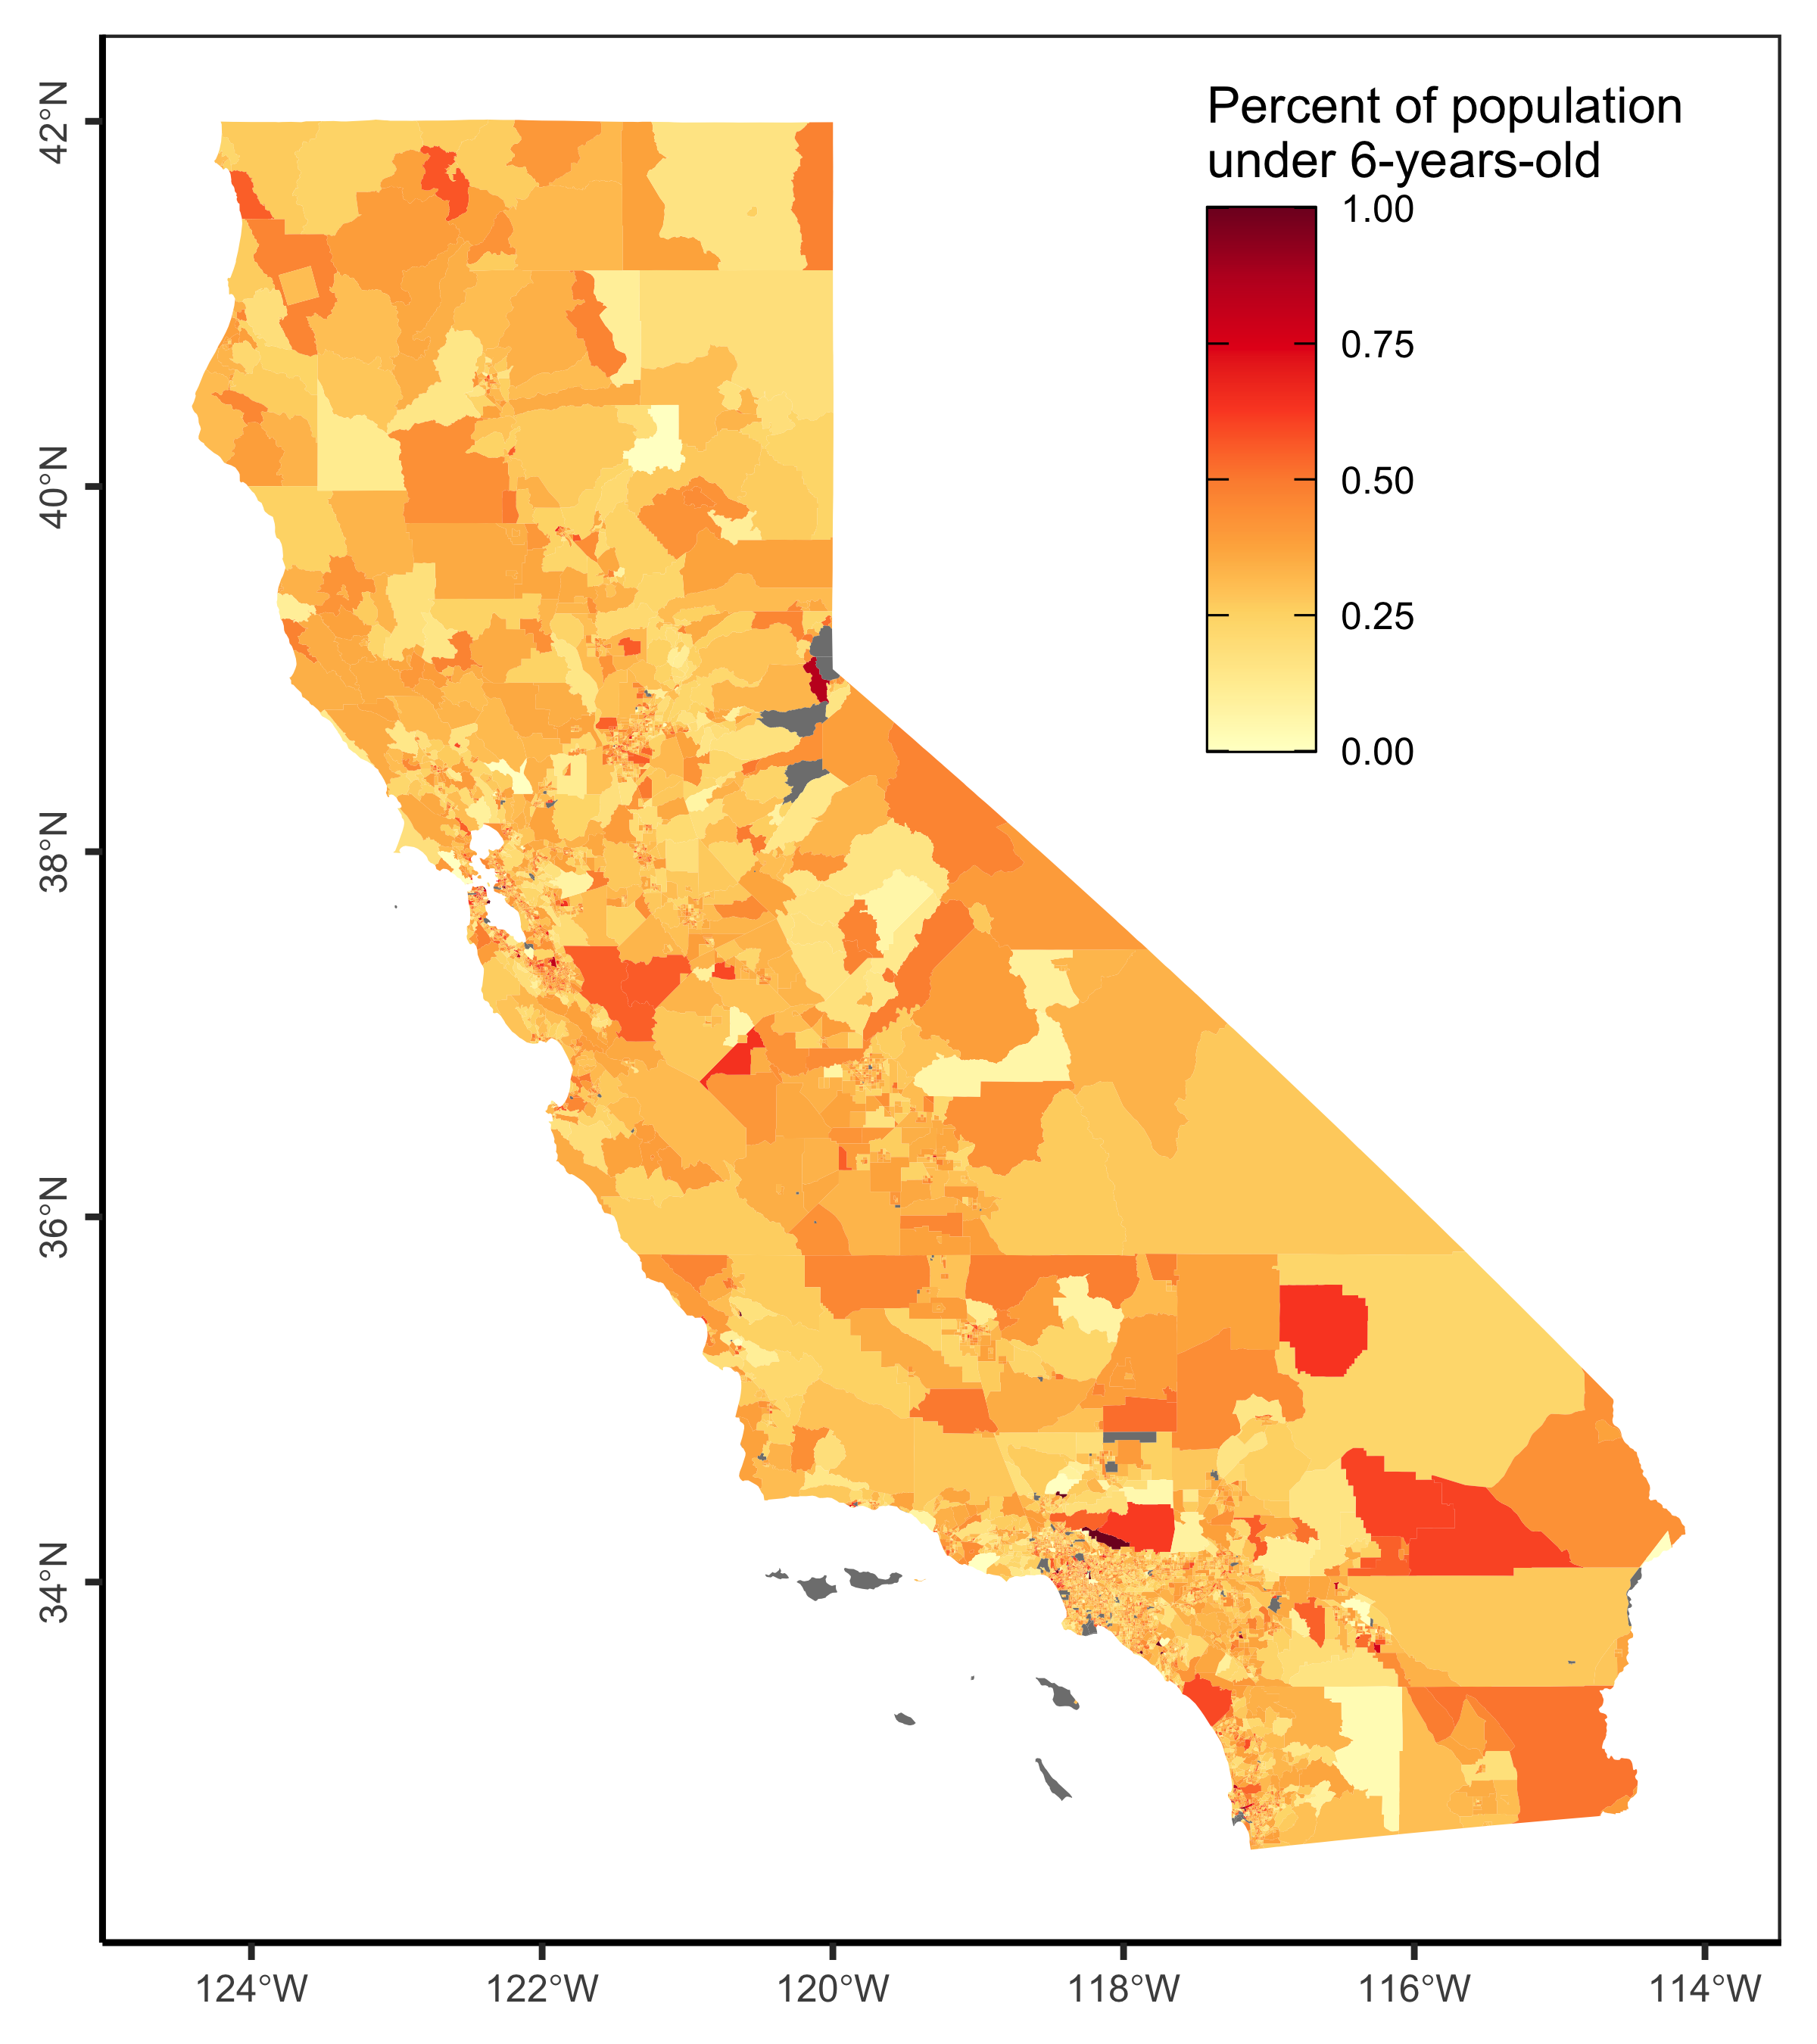 Percent of population
under 6-years-old
1.00
0.75
0.50
0.25
0.00
42°N
40°N
38°N
36°N
34°N
124°W 122°W 120°W 118°W 116°W 114°W